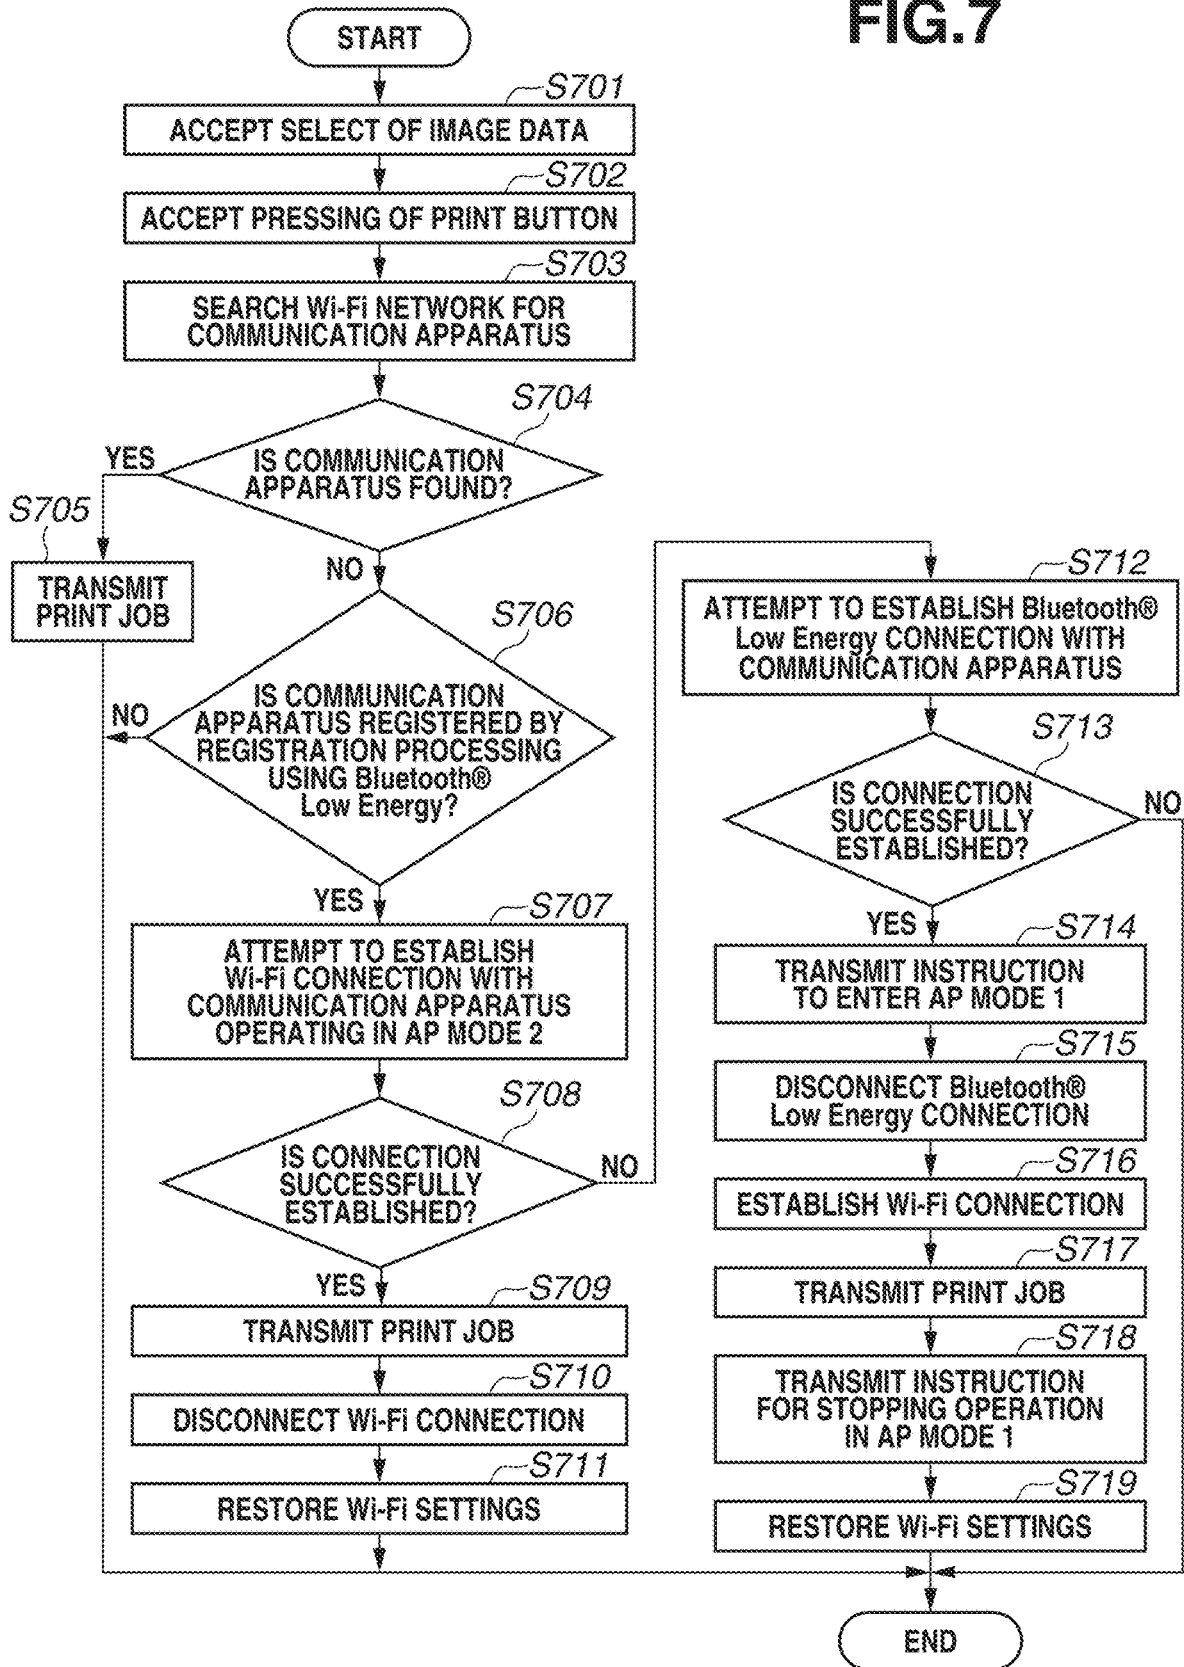 FIG.7
START
S701
ACCEPT SELECT OF IMAGE DATA
S702
ACCEPT PRESSING OF PRINT BUTTON
S703
SEARCH Wi-Fi NETWORK FOR
COMMUNICATION APPARATUS
S704
IS COMMUNICATION
APPARATUS FOUND?
YES
NO
S705
TRANSMIT
PRINT JOB
S706
IS COMMUNICATION
APPARATUS REGISTERED BY
REGISTRATION PROCESSING
USING Bluetooth®
Low Energy?
NO
YES
S707
ATTEMPT TO ESTABLISH
Wi-Fi CONNECTION WITH
COMMUNICATION APPARATUS
OPERATING IN AP MODE 2
S708
IS CONNECTION
SUCCESSFULLY
ESTABLISHED?
NO
YES
S709
TRANSMIT PRINT JOB
S710
DISCONNECT Wi-Fi CONNECTION
S711
RESTORE Wi-Fi SETTINGS
S712
ATTEMPT TO ESTABLISH Bluetooth®
Low Energy CONNECTION WITH
COMMUNICATION APPARATUS
S713
IS CONNECTION
SUCCESSFULLY
ESTABLISHED?
NO
YES
S714
TRANSMIT INSTRUCTION
TO ENTER AP MODE 1
S715
DISCONNECT Bluetooth®
Low Energy CONNECTION
S716
ESTABLISH Wi-Fi CONNECTION
S717
TRANSMIT PRINT JOB
S718
TRANSMIT INSTRUCTION
FOR STOPPING OPERATION
IN AP MODE 1
S719
RESTORE Wi-Fi SETTINGS
END